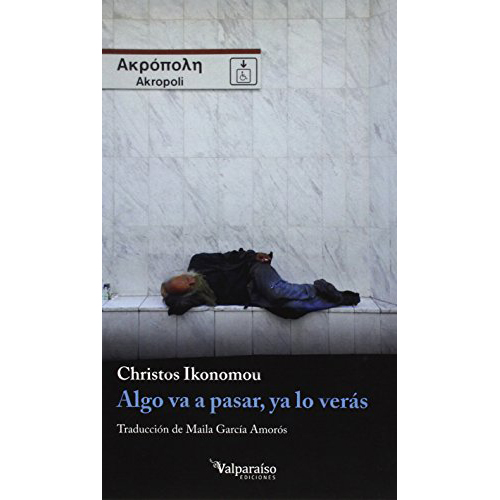 Ακρόπολη
Akropoli
Christos Ikonomou
Algo va a pasar, ya lo verás
Traducción de Maila García Amorós
Valparaíso
EDICIONES